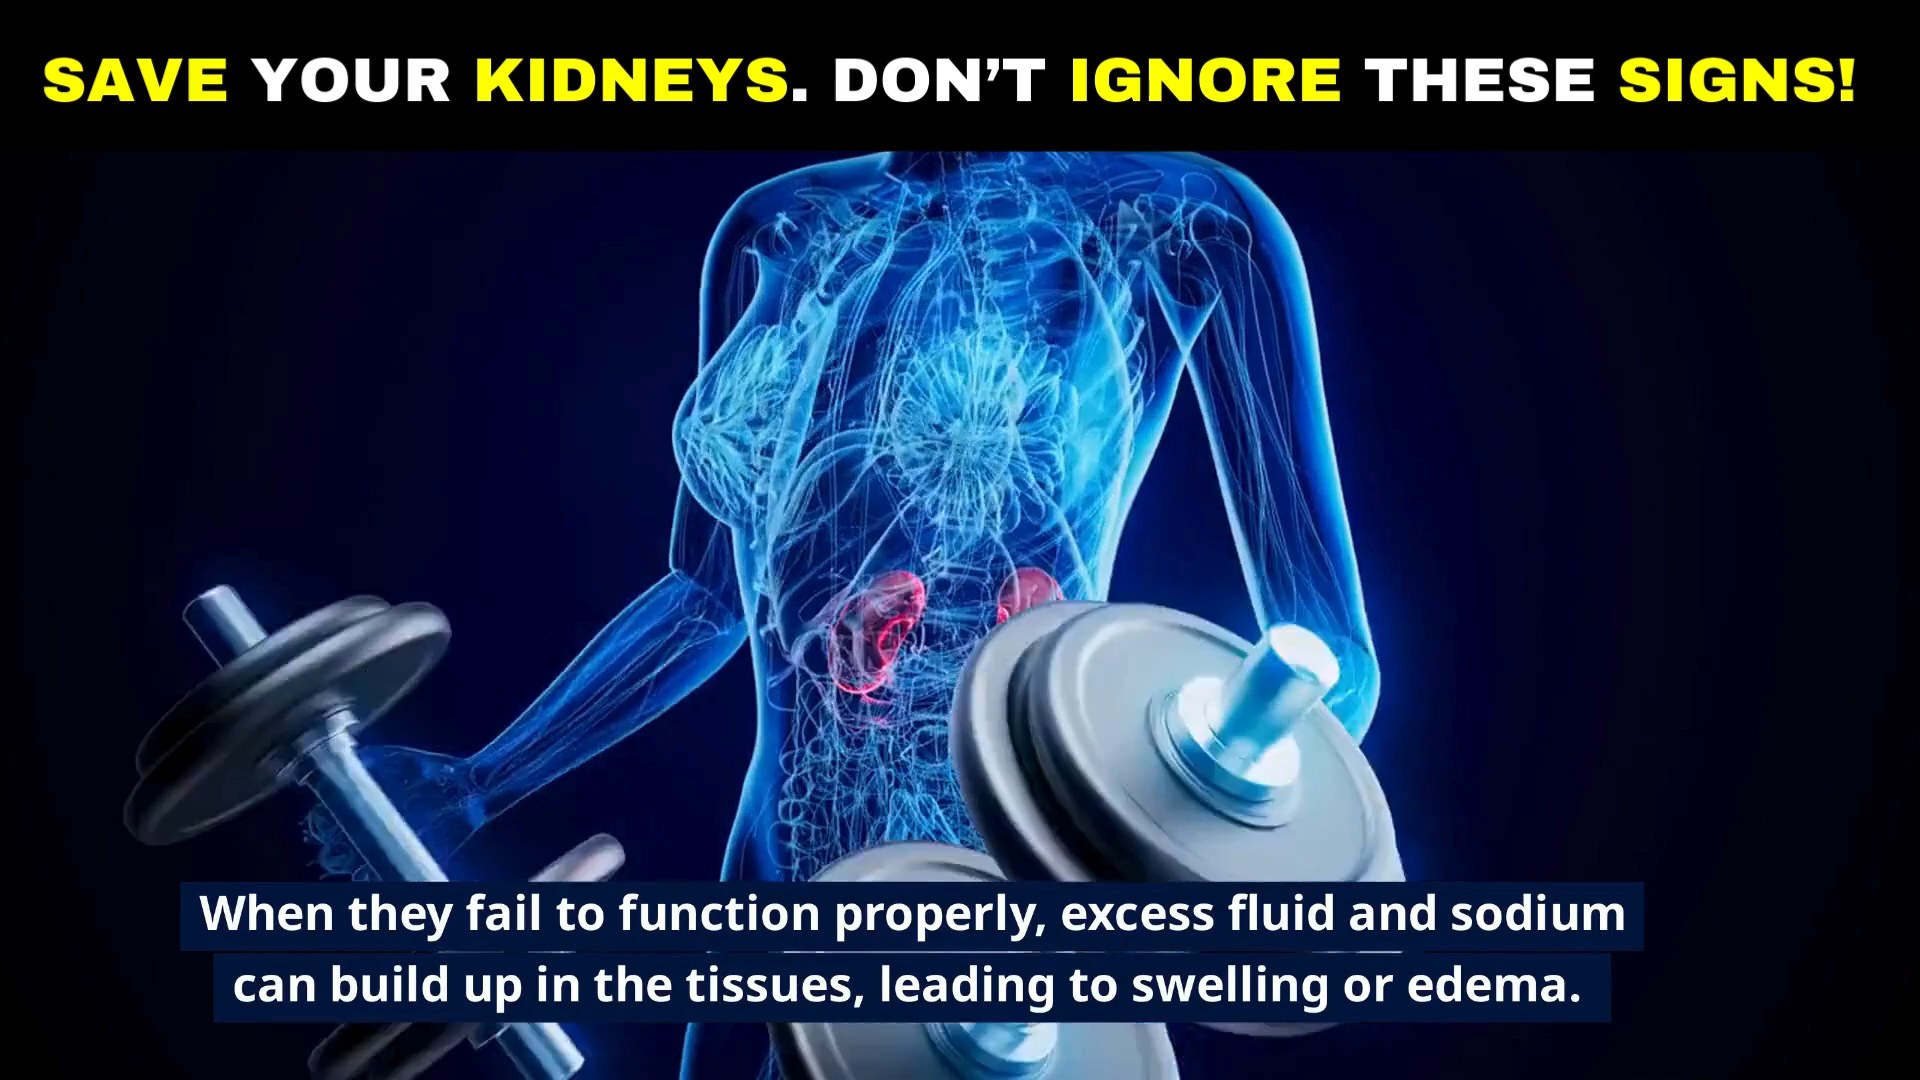 SAVE YOUR KIDNEYS. DON’T IGNORE THESE SIGNS!
When they fail to function properly, excess fluid and sodium
can build up in the tissues, leading to swelling or edema.